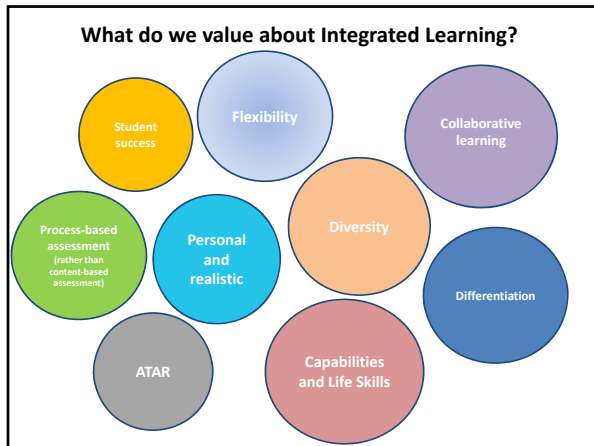 What do we value about Integrated Learning?
Student
success
Flexibility
Collaborative
learning
Process-based
assessment
(rather than
content-based
assessment)
Personal
and
realistic
Diversity
Differentiation
ATAR
Capabilities
and Life Skills